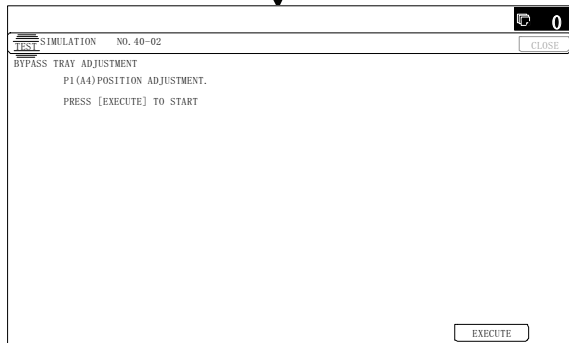 0
TEST SIMULATION NO. 40-02
CLOSE
BYPASS TRAY ADJUSTMENT
P1(A4)POSITION ADJUSTMENT.
PRESS [EXECUTE] TO START
EXECUTE